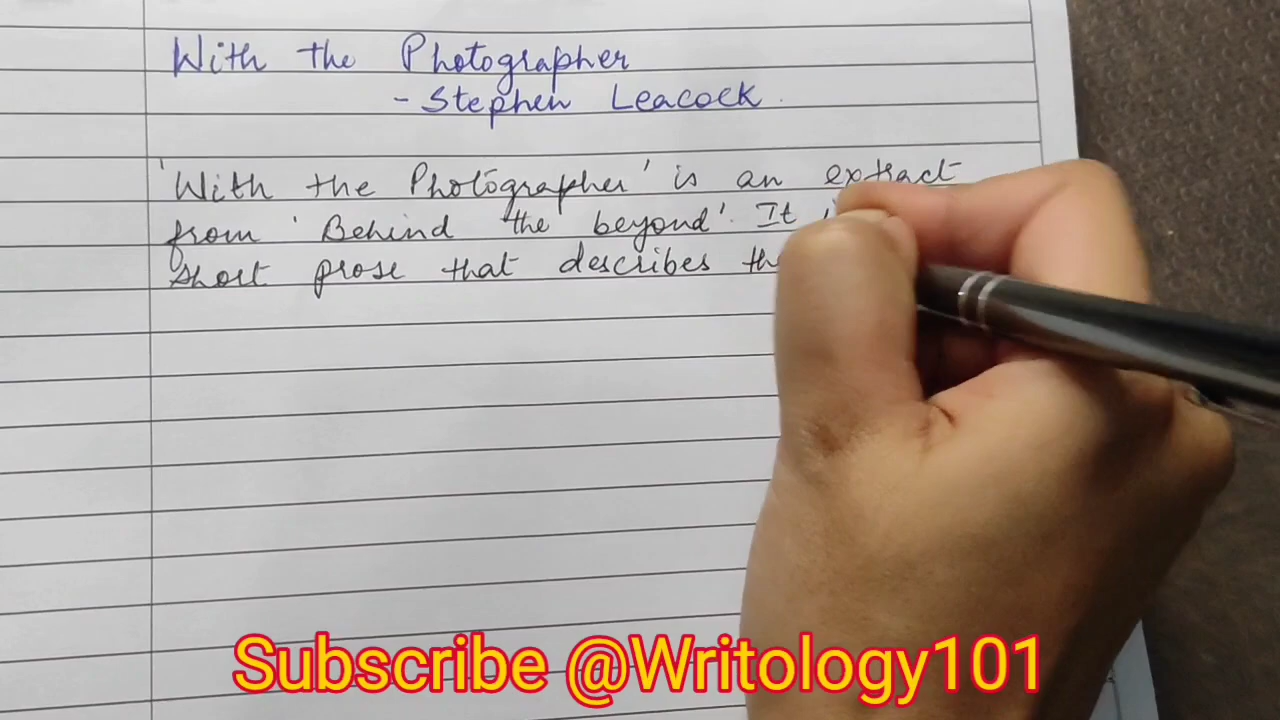 With the Photographer
- Stephen Leacock.
'With the Photographer' is an extract
from 'Behind the beyond'. It
short prose that describes
Subscribe @Writology101